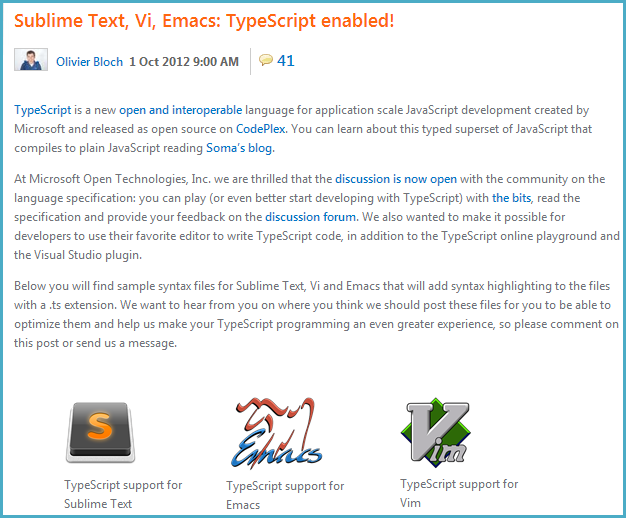 Sublime Text, Vi, Emacs: TypeScript enabled!
Olivier Bloch 1 Oct 2012 9:00 AM 41
TypeScript is a new open and interoperable language for application scale JavaScript development created by
Microsoft and released as open source on CodePlex. You can learn about this typed superset of JavaScript that
compiles to plain JavaScript reading Soma's blog.
At Microsoft Open Technologies, Inc. we are thrilled that the discussion is now open with the community on the
language specification: you can play (or even better start developing with TypeScript) with the bits, read the
specification and provide your feedback on the discussion forum. We also wanted to make it possible for
developers to use their favorite editor to write TypeScript code, in addition to the TypeScript online playground and
the Visual Studio plugin.
Below you will find sample syntax files for Sublime Text, Vi and Emacs that will add syntax highlighting to the files
with a .ts extension. We want to hear from you on where you think we should post these files for you to be able to
optimize them and help us make your TypeScript programming an even greater experience, so please comment on
this post or send us a message.
S
Emacs
Vim
TypeScript support for
Sublime Text
TypeScript support for
Emacs
TypeScript support for
Vim